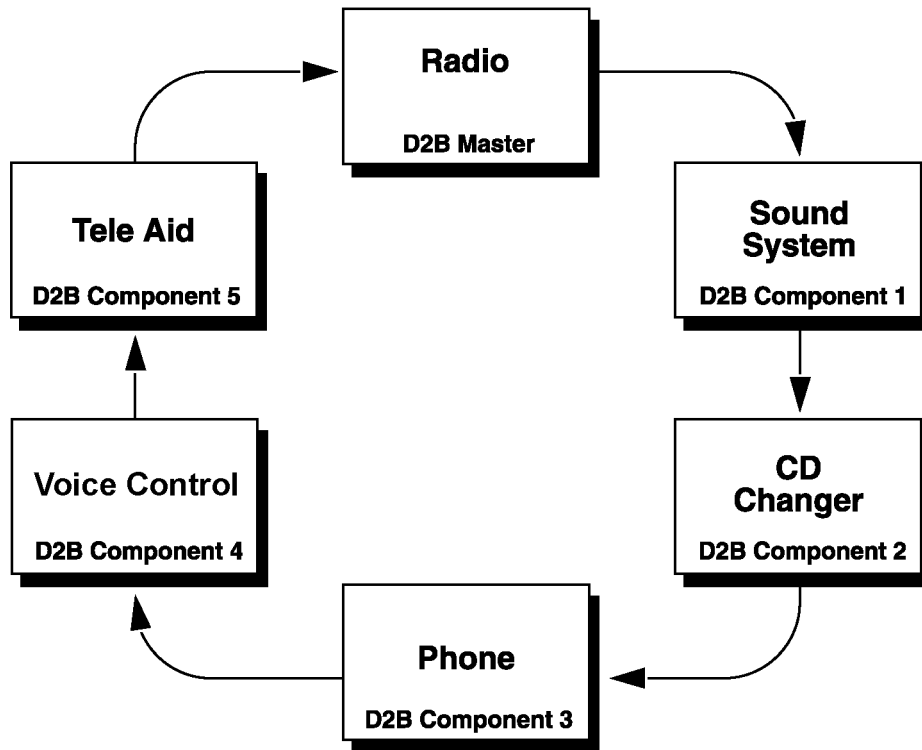 Radio
D2B Master
Sound
System
D2B Component 1
CD
Changer
D2B Component 2
Phone
D2B Component 3
Voice Control
D2B Component 4
Tele Aid
D2B Component 5